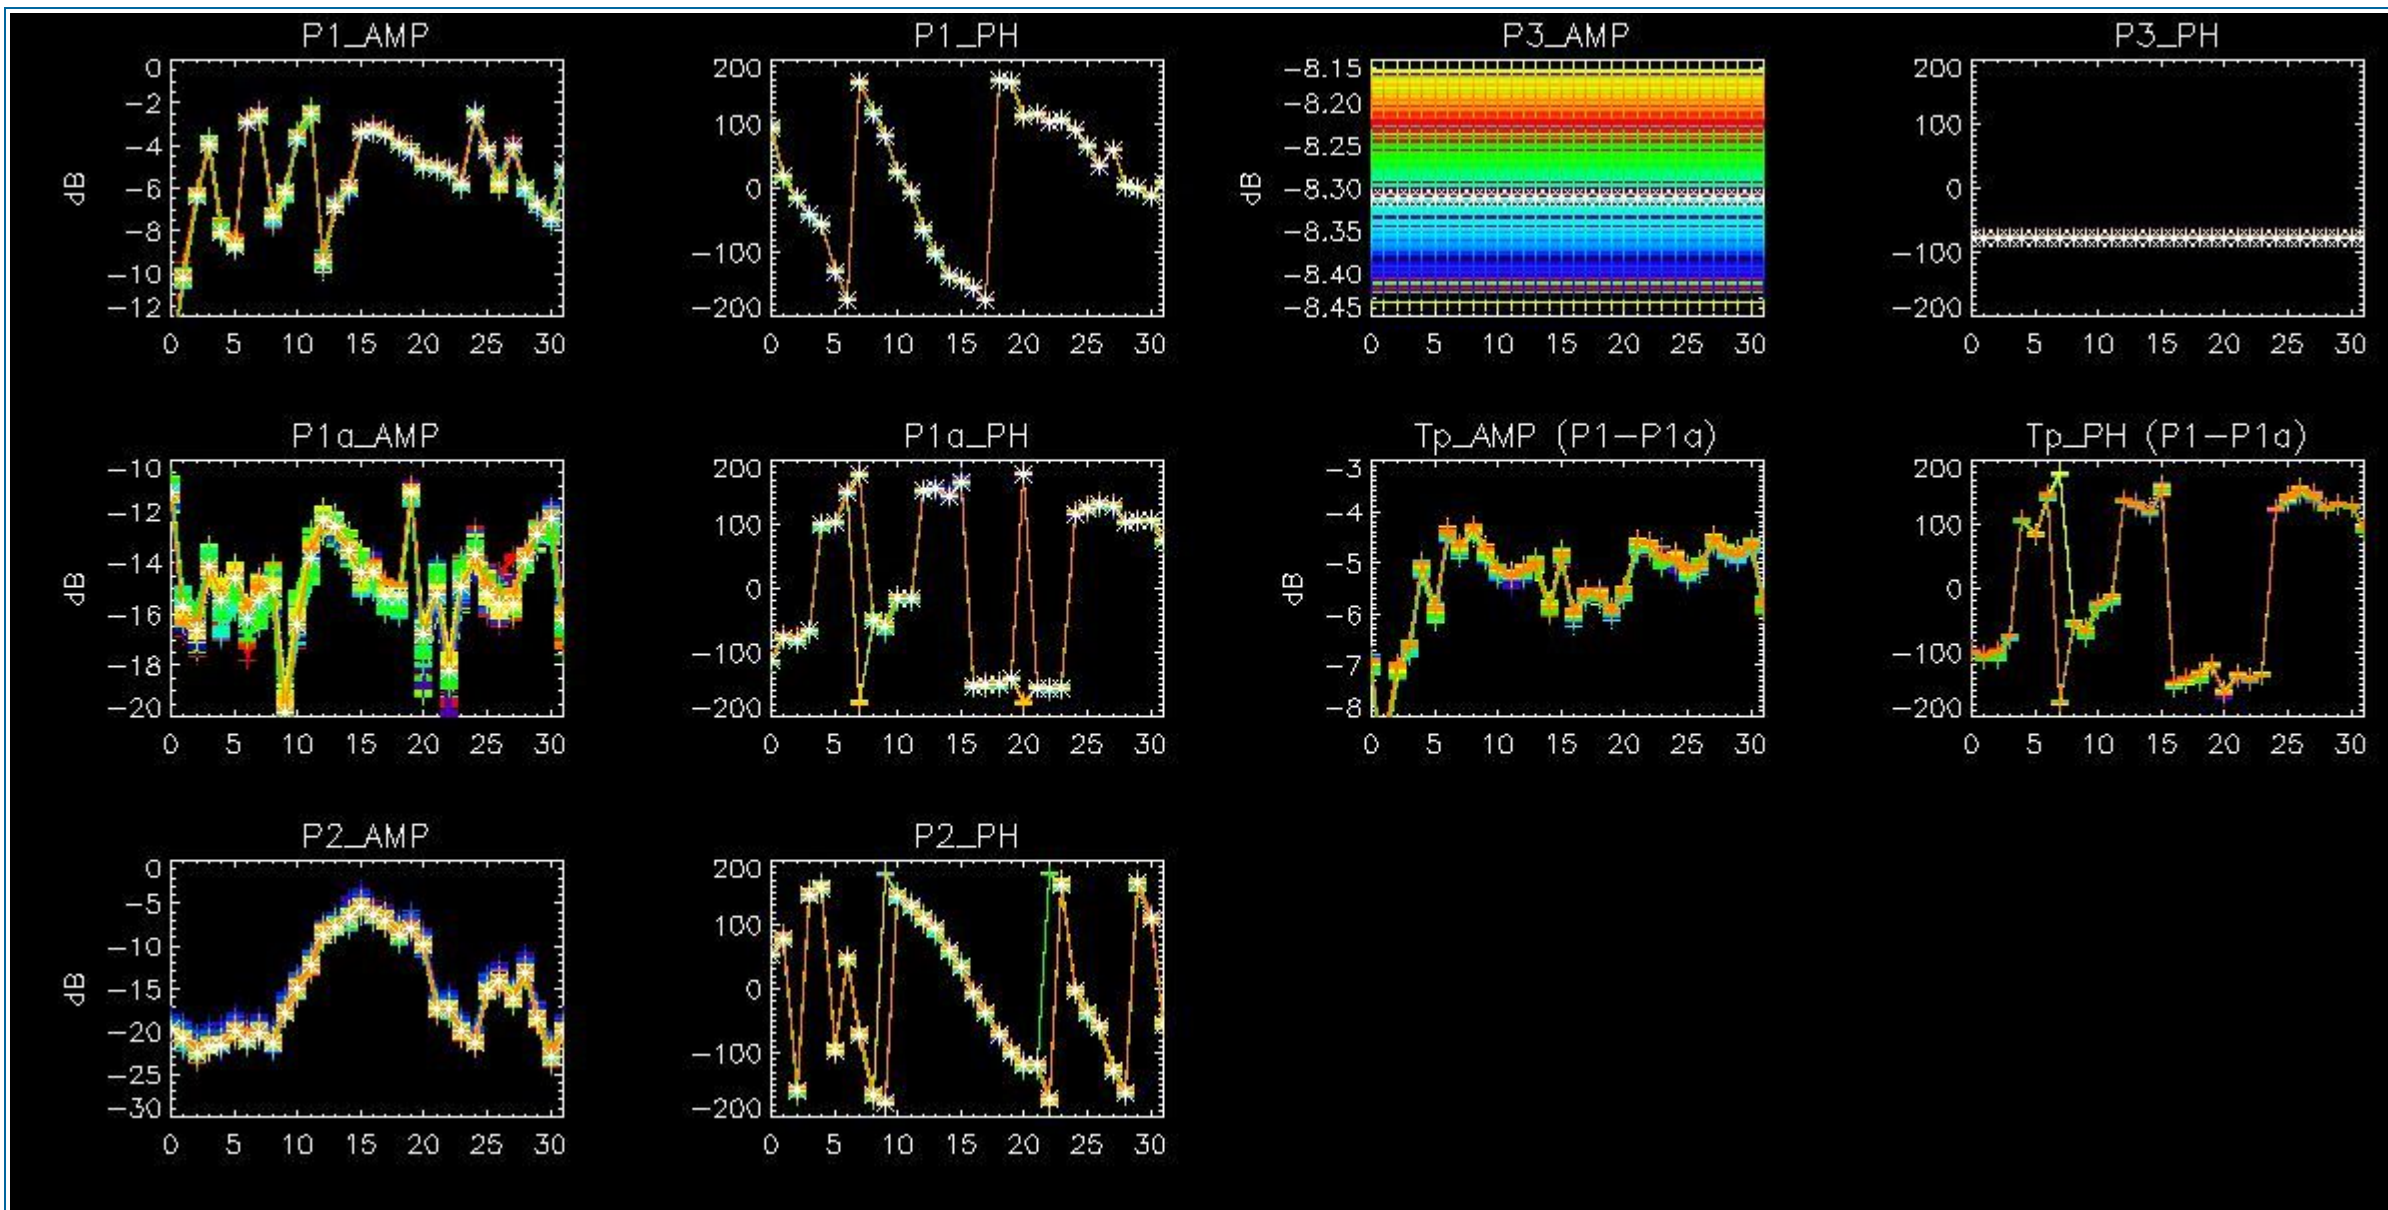 P1_AMP P1_PH P3_AMP P3_PH
0 200 −8.15 200
−2 100 −8.20 100
−4 0 −8.25 0
−6 −100 −8.30 −100
−8 −200 −8.35 −200
−10 −8.40
−12 −8.45
dB dB
0 5 10 15 20 25 30 0 5 10 15 20 25 30 0 5 10 15 20 25 30 0 5 10 15 20 25 30
P1a_AMP P1a_PH Tp_AMP (P1−P1a) Tp_PH (P1−P1a)
−10 200 −3 200
−12 100 −4 100
−14 0 −5 0
−16 −100 −6 −100
−18 −200 −7 −200
−20 −8
dB dB
0 5 10 15 20 25 30 0 5 10 15 20 25 30 0 5 10 15 20 25 30 0 5 10 15 20 25 30
P2_AMP P2_PH
0 200
−5 100
−10 0
−15 −100
−20 −200
−25
−30
dB
0 5 10 15 20 25 30 0 5 10 15 20 25 30